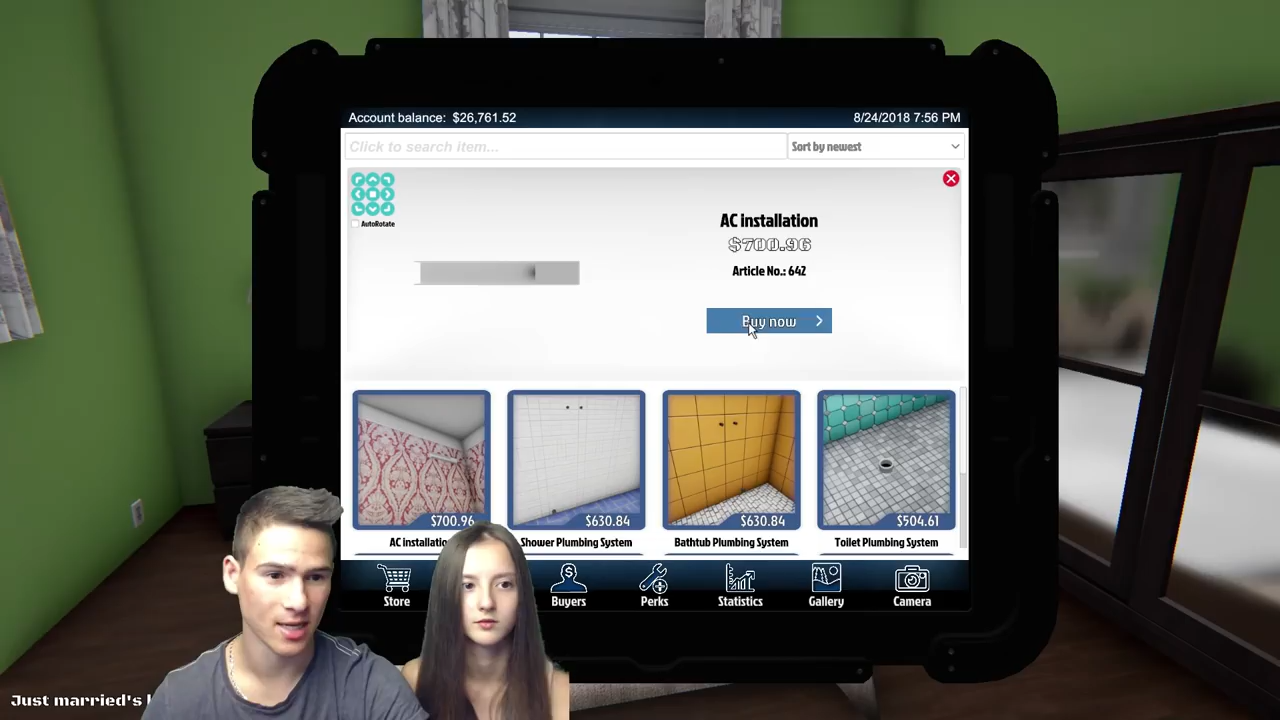 Account balance: $26,761.52
8/24/2018 7:56 PM
Click to search item...
Sort by newest
AutoRotate
AC installation
$700.96
Article No.: 642
Buy now
$700.96
$630.84
$630.84
$504.61
AC installatio
Shower Plumbing System
Bathtub Plumbing System
Toilet Plumbing System
Store
Buyers
Perks
Statistics
Gallery
Camera
Just married's